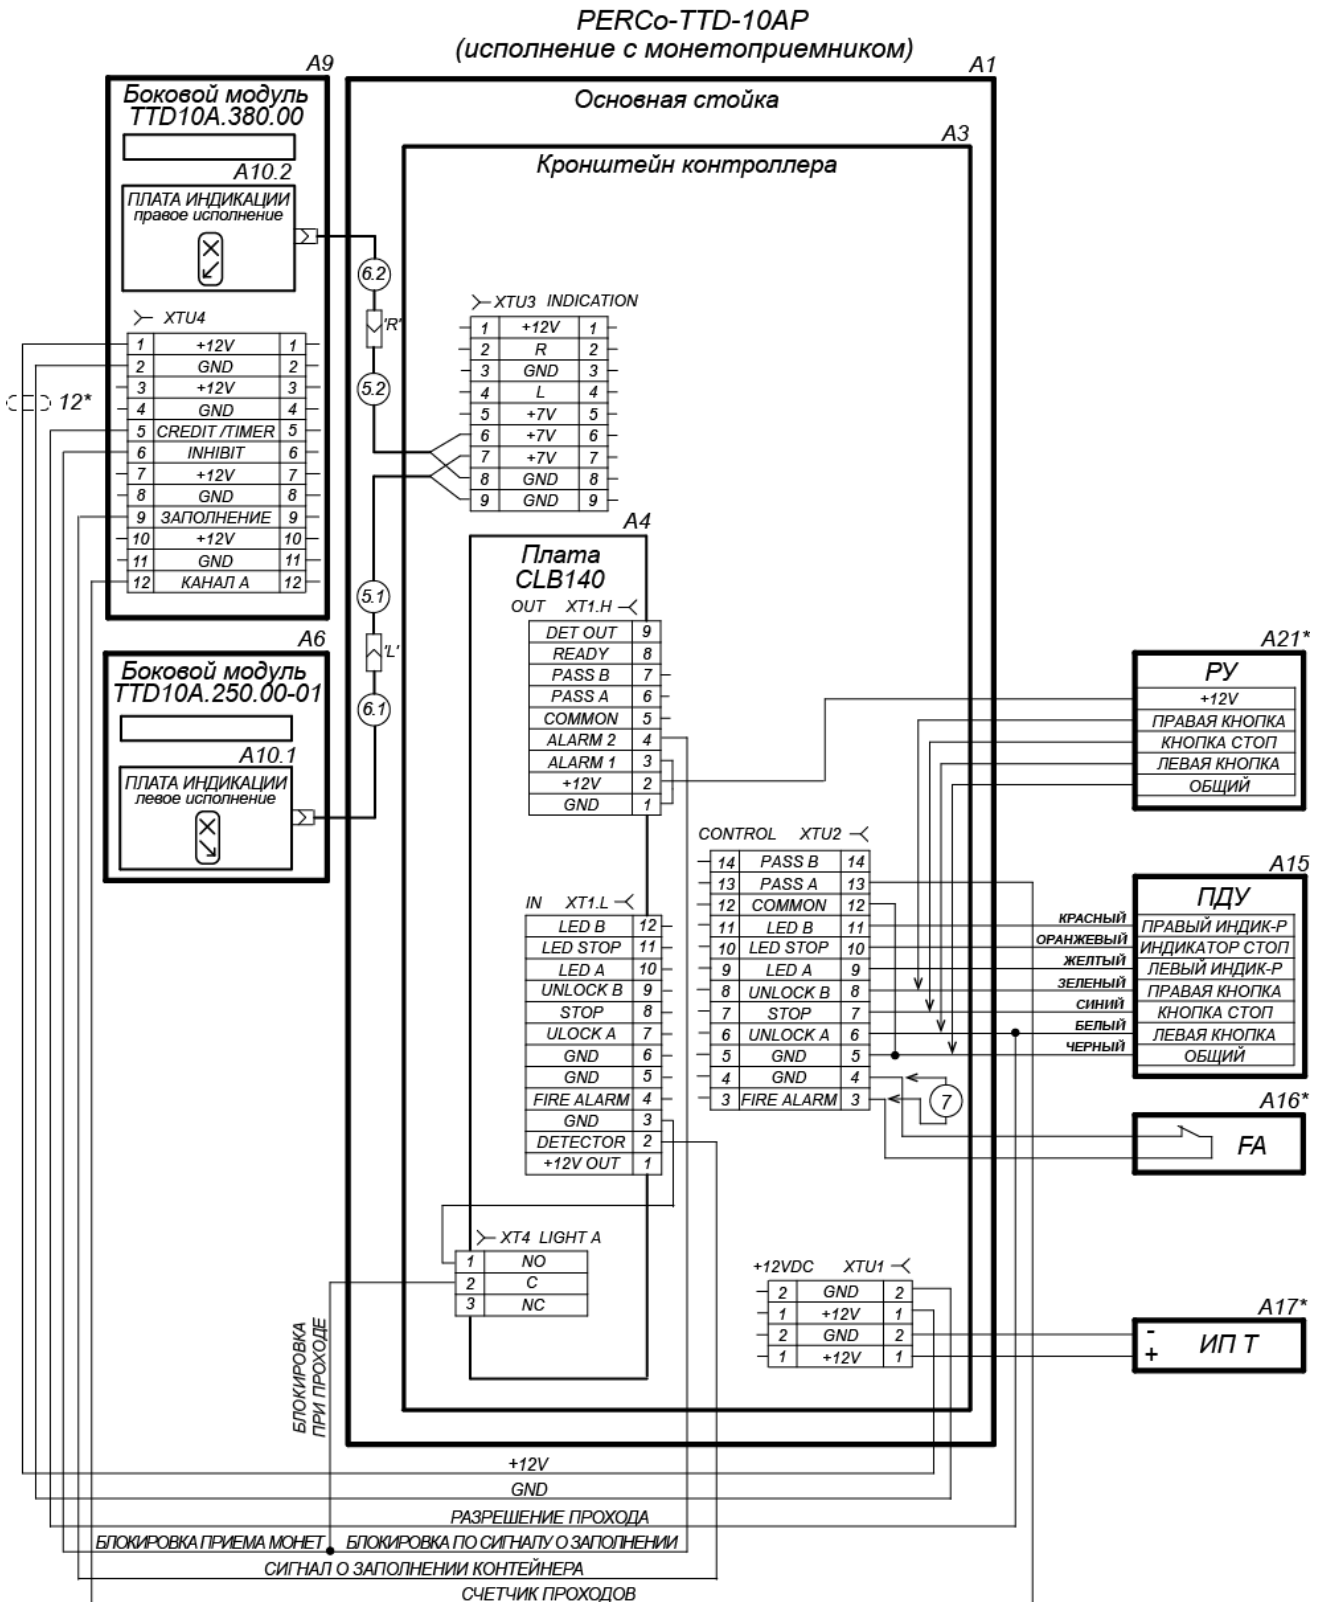 PERCo-TTD-10AP
(исполнение с монетоприемником)
A9
Боковой модуль
TTD10A.380.00
A10.2
ПЛАТА ИНДИКАЦИИ
правое исполнение
XTU4
1 +12V 1
2 GND 2
3 +12V 3
4 GND 4
5 CREDIT /TIMER 5
6 INHIBIT 6
7 +12V 7
8 GND 8
9 ЗАПОЛНЕНИЕ 9
10 +12V 10
11 GND 11
12 КАНАЛ А 12
12*
A6
Боковой модуль
TTD10A.250.00-01
A10.1
ПЛАТА ИНДИКАЦИИ
левое исполнение
A1
Основная стойка
A3
Кронштейн контроллера
6.2
'R'
5.2
5.1
'L'
6.1
XTU3 INDICATION
1 +12V 1
2 R 2
3 GND 3
4 L 4
5 +7V 5
6 +7V 6
7 +7V 7
8 GND 8
9 GND 9
A4
Плата
CLB140
OUT XT1.H
DET OUT 9
READY 8
PASS B 7
PASS A 6
COMMON 5
ALARM 2 4
ALARM 1 3
+12V 2
GND 1
IN XT1.L
LED B 12
LED STOP 11
LED A 10
UNLOCK B 9
STOP 8
ULOCK A 7
GND 6
GND 5
FIRE ALARM 4
GND 3
DETECTOR 2
+12V OUT 1
XT4 LIGHT A
1 NO
2 C
3 NC
CONTROL XTU2
14 PASS B 14
13 PASS A 13
12 COMMON 12
11 LED B 11
10 LED STOP 10
9 LED A 9
8 UNLOCK B 8
7 STOP 7
6 UNLOCK A 6
5 GND 5
4 GND 4
3 FIRE ALARM 3
7
+12VDC XTU1
2 GND 2
1 +12V 1
2 GND 2
1 +12V 1
A21*
РУ
+12V
ПРАВАЯ КНОПКА
КНОПКА СТОП
ЛЕВАЯ КНОПКА
ОБЩИЙ
A15
ПДУ
КРАСНЫЙ ПРАВЫЙ ИНДИК-Р
ОРАНЖЕВЫЙ ИНДИКАТОР СТОП
ЖЕЛТЫЙ ЛЕВЫЙ ИНДИК-Р
ЗЕЛЕНЫЙ ПРАВАЯ КНОПКА
СИНИЙ КНОПКА СТОП
БЕЛЫЙ ЛЕВАЯ КНОПКА
ЧЕРНЫЙ ОБЩИЙ
A16*
FA
A17*
- +
ИП Т
БЛОКИРОВКА
ПРИ ПРОХОДЕ
+12V
GND
РАЗРЕШЕНИЕ ПРОХОДА
БЛОКИРОВКА ПРИЕМА МОНЕТ БЛОКИРОВКА ПО СИГНАЛУ О ЗАПОЛНЕНИИ
СИГНАЛ О ЗАПОЛНЕНИИ КОНТЕЙНЕРА
СЧЕТЧИК ПРОХОДОВ